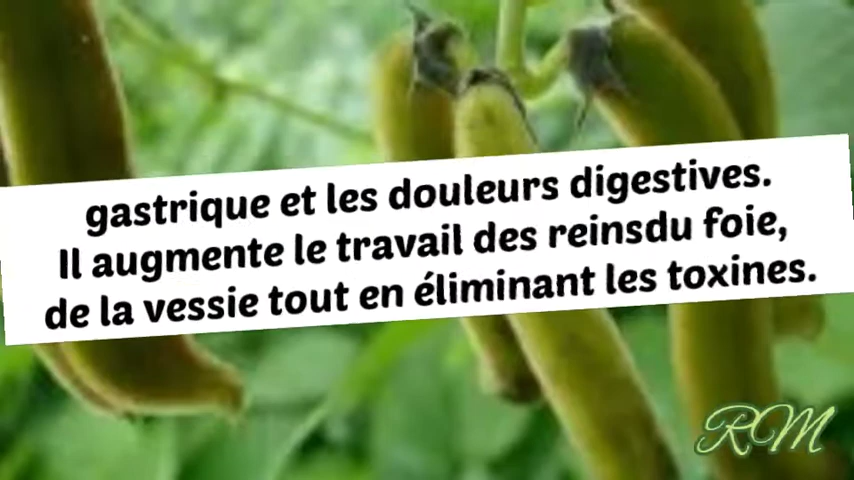 gastrique et les douleurs digestives.
Il augmente le travail des reinsdu foie,
de la vessie tout en éliminant les toxines.
RM